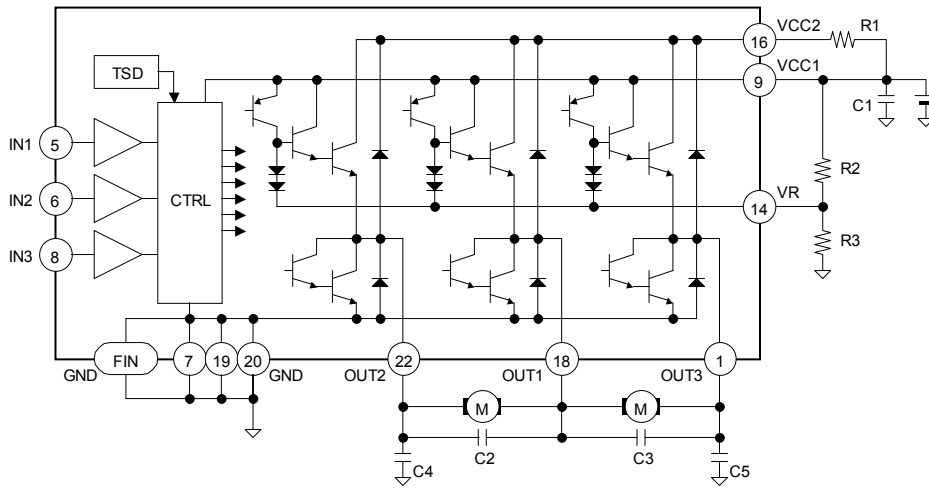 VCC2
R1
16
TSD
VCC1
9
C1
IN1
5
R2
IN2
6
CTRL
VR
14
IN3
8
R3
FIN
7
19
20
22
18
1
GND
GND
OUT2
OUT1
OUT3
M
M
C4
C2
C3
C5